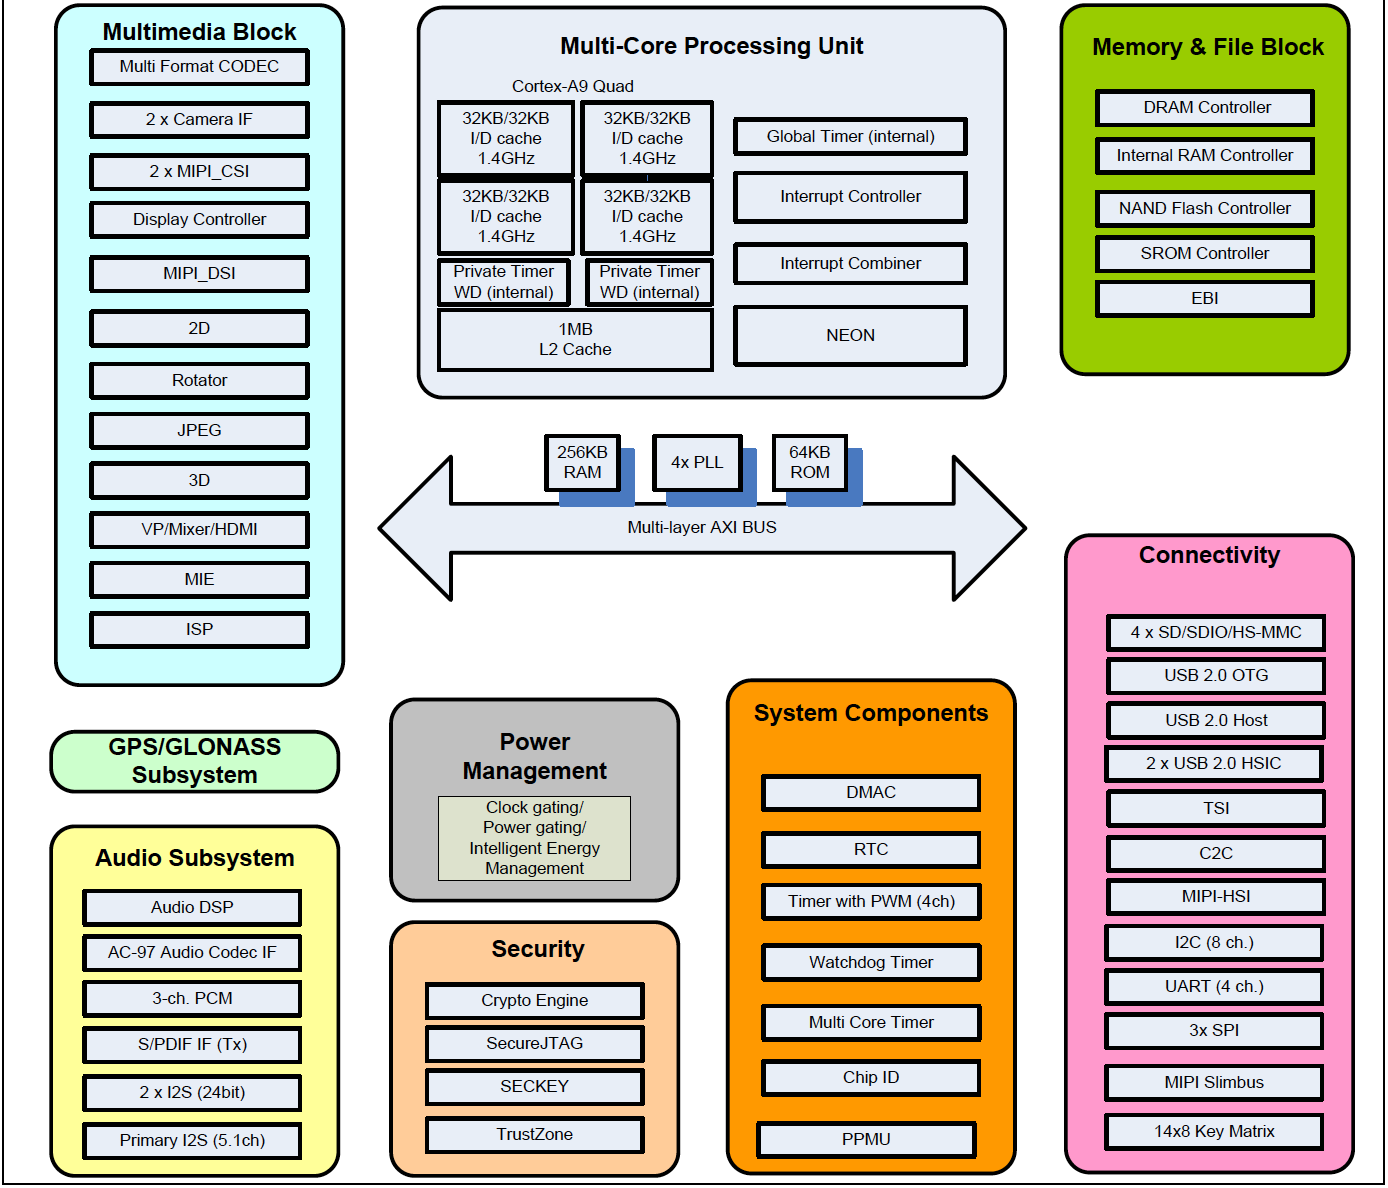 Multimedia Block
Multi Format CODEC
2 x Camera IF
2 x MIPI_CSI
Display Controller
MIPI_DSI
2D
Rotator
JPEG
3D
VP/Mixer/HDMI
MIE
ISP
Multi-Core Processing Unit
Cortex-A9 Quad
32KB/32KB
I/D cache
1.4GHz
32KB/32KB
I/D cache
1.4GHz
32KB/32KB
I/D cache
1.4GHz
32KB/32KB
I/D cache
1.4GHz
Private Timer
WD (internal)
Private Timer
WD (internal)
1MB
L2 Cache
Global Timer (internal)
Interrupt Controller
Interrupt Combiner
NEON
Memory & File Block
DRAM Controller
Internal RAM Controller
NAND Flash Controller
SROM Controller
EBI
256KB
RAM
4x PLL
64KB
ROM
Multi-layer AXI BUS
GPS/GLONASS
Subsystem
Audio Subsystem
Audio DSP
AC-97 Audio Codec IF
3-ch. PCM
S/PDIF IF (Tx)
2 x I2S (24bit)
Primary I2S (5.1ch)
Power
Management
Clock gating/
Power gating/
Intelligent Energy
Management
Security
Crypto Engine
SecureJTAG
SECKEY
TrustZone
System Components
DMAC
RTC
Timer with PWM (4ch)
Watchdog Timer
Multi Core Timer
Chip ID
PPMU
Connectivity
4 x SD/SDIO/HS-MMC
USB 2.0 OTG
USB 2.0 Host
2 x USB 2.0 HSIC
TSI
C2C
MIPI-HSI
I2C (8 ch.)
UART (4 ch.)
3x SPI
MIPI Slimbus
14x8 Key Matrix